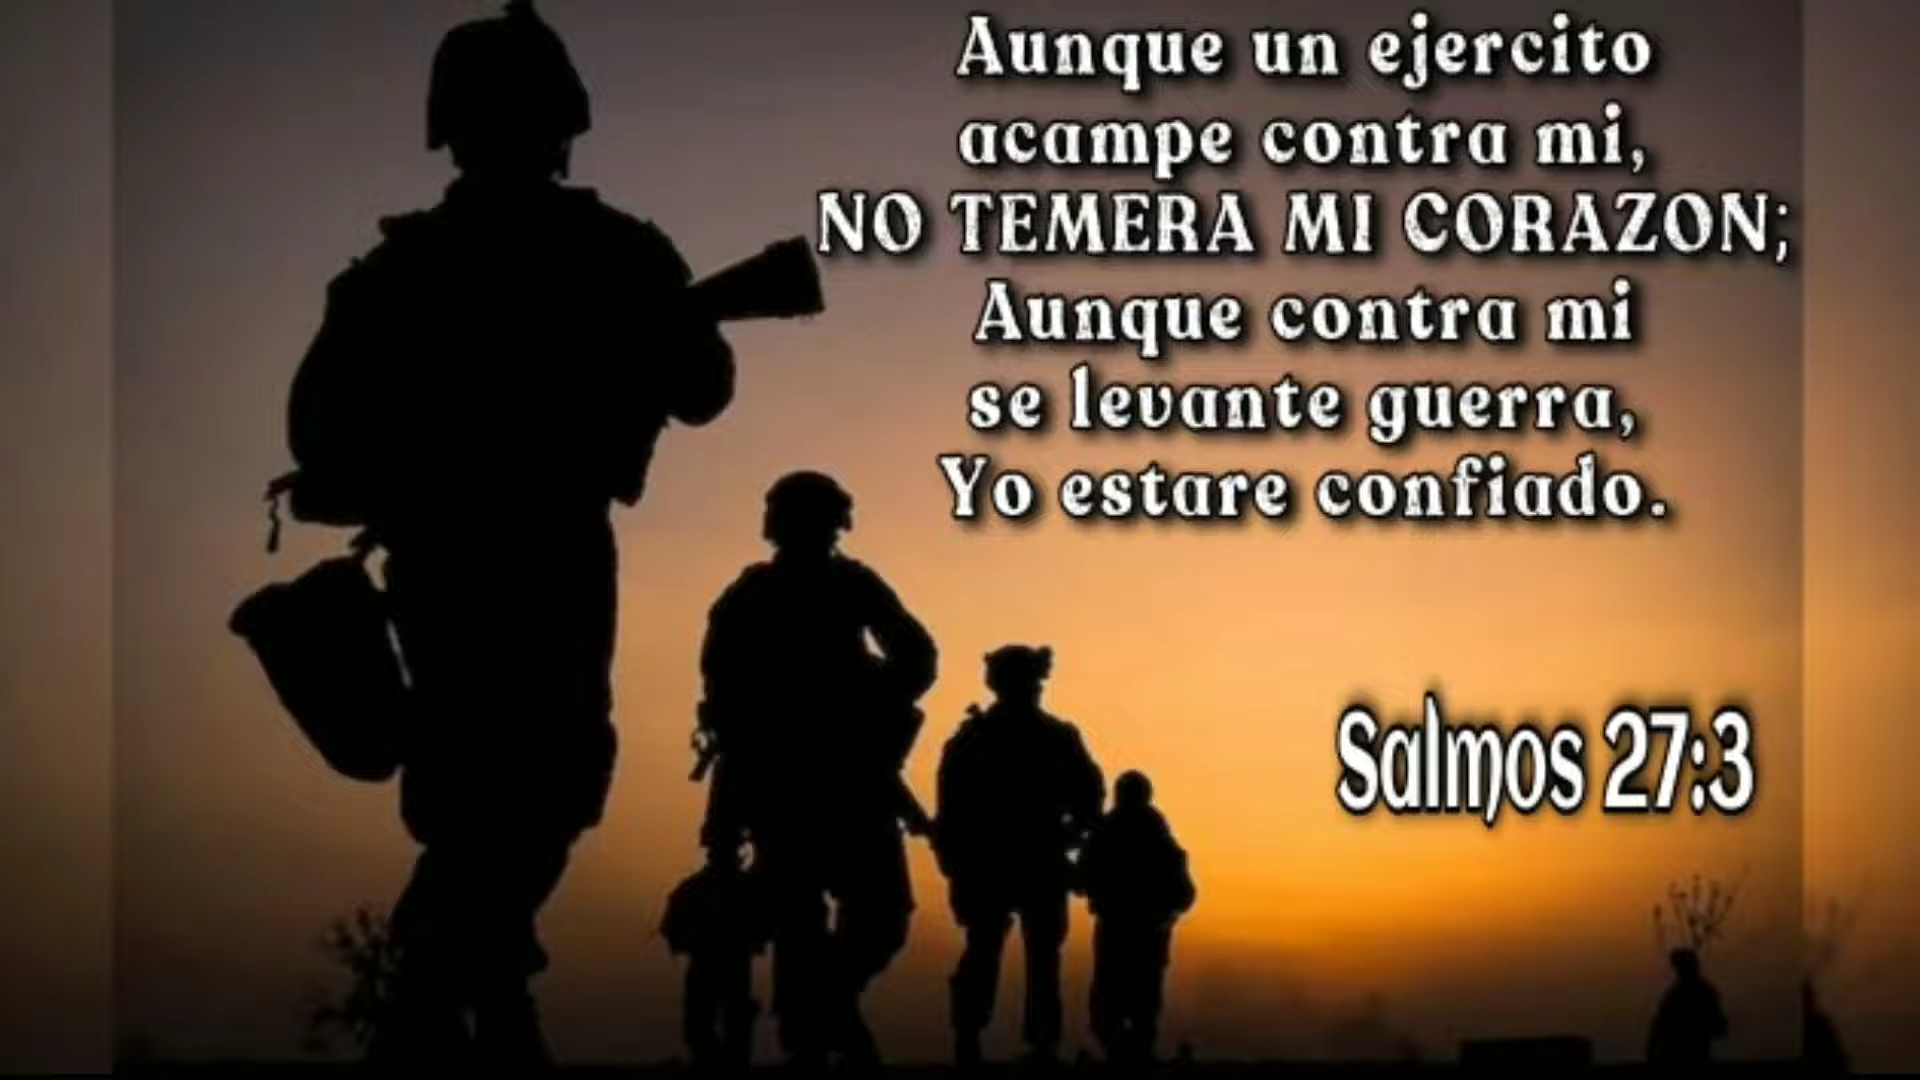 Aunque un ejercito
acampe contra mi,
NO TEMERA MI CORAZON;
Aunque contra mi
se levante guerra,
Yo estare confiado.
Salmos 27:3